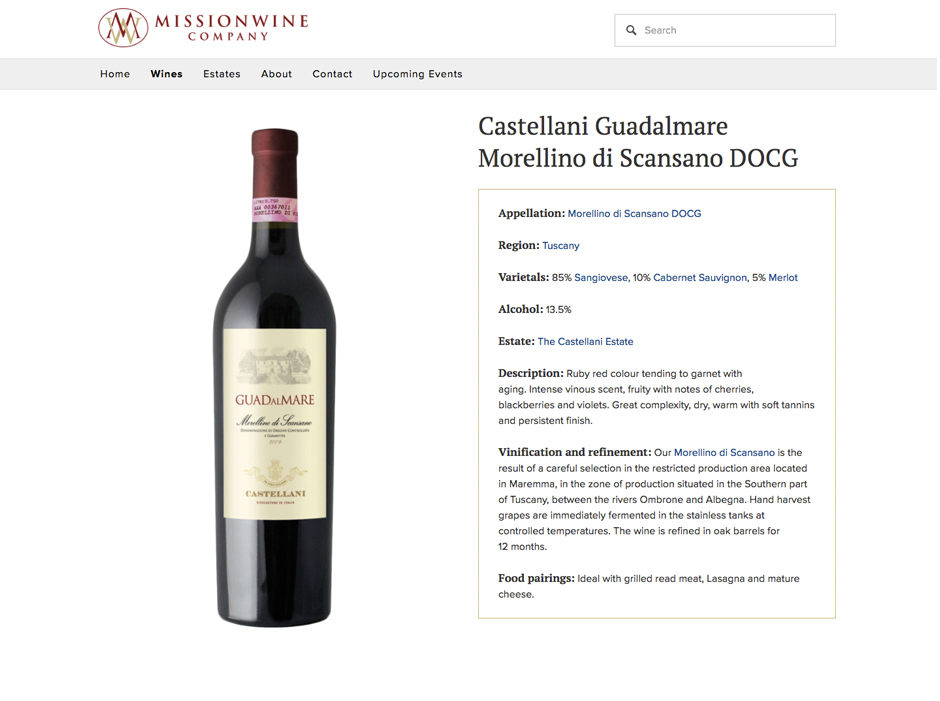 MISSIONWINE
COMPANY
Search
Home Wines Estates About Contact Upcoming Events
Castellani Guadalmare
Morellino di Scansano DOCG
GUADALMARE
Morellino di Scansano
DENOMINAZIONE DI ORIGINE CONTROLLATA
E GARANTITA
CASTELLANI
Appellation: Morellino di Scansano DOCG
Region: Tuscany
Varietals: 85% Sangiovese, 10% Cabernet Sauvignon, 5% Merlot
Alcohol: 13.5%
Estate: The Castellani Estate
Description: Ruby red colour tending to garnet with
aging. Intense vinous scent, fruity with notes of cherries,
blackberries and violets. Great complexity, dry, warm with soft tannins
and persistent finish.
Vinification and refinement: Our Morellino di Scansano is the
result of a careful selection in the restricted production area located
in Maremma, in the zone of production situated in the Southern part
of Tuscany, between the rivers Ombrone and Albegna. Hand harvest
grapes are immediately fermented in the stainless tanks at
controlled temperatures. The wine is refined in oak barrels for
12 months.
Food pairings: Ideal with grilled read meat, Lasagna and mature
cheese.